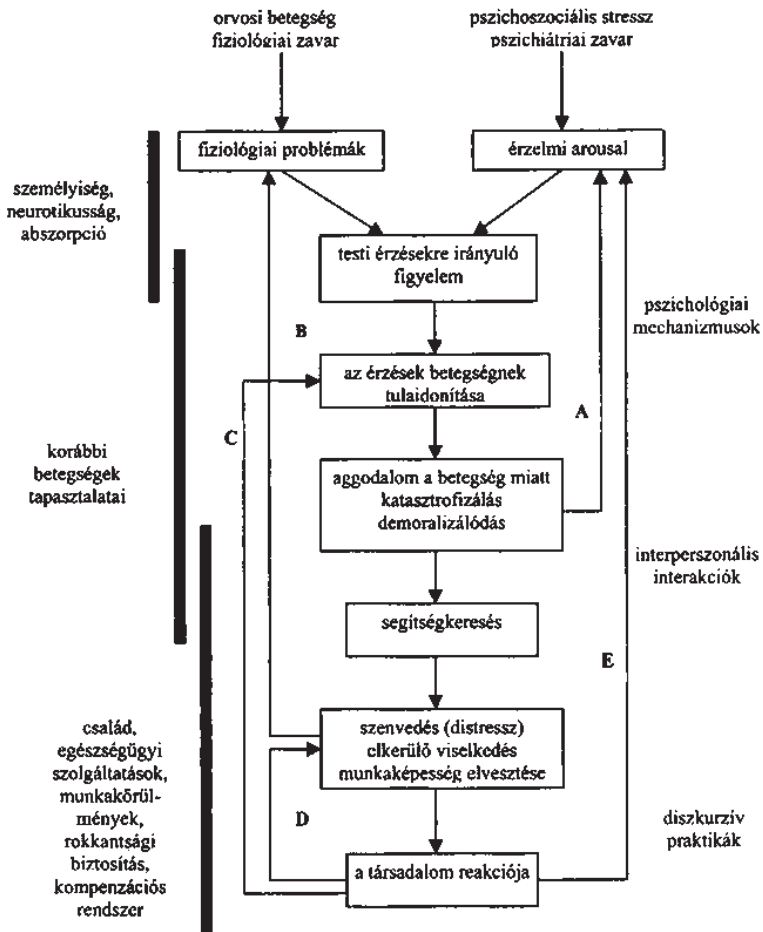 orvosi betegség
fiziológiai zavar
pszichoszociális stressz
pszichiátriai zavar
fiziológiai problémák
érzelmi arousal
személyiség,
neurotikusság,
abszorpció
testi érzésekre irányuló
figyelem
pszichológiai
mechanizmusok
B
az érzések betegségnek
tulajdonítása
A
C
korábbi
betegségek
tapasztalatai
aggodalom a betegség miatt
katasztrofizálás
demoralizálódás
interperszonális
interakciók
segítségkeresés
E
szenvedés (distressz)
elkerülő viselkedés
munkaképesség elvesztése
család,
egészségügyi
szolgáltatások,
munkakörül-
mények,
rokkantsági
biztosítás,
kompenzációs
rendszer
D
diszkurzív
praktikák
a társadalom reakciója